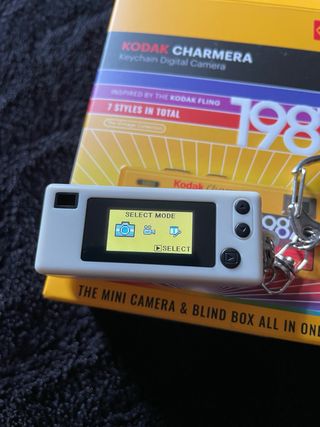 KODAK CHARMERA
Keychain Digital Camera
INSPIRED BY THE KODAK FLING
7 STYLES IN TOTAL
198
Kodak
98
SELECT MODE
SELECT
THE MINI CAMERA & BLIND BOX ALL IN ONE